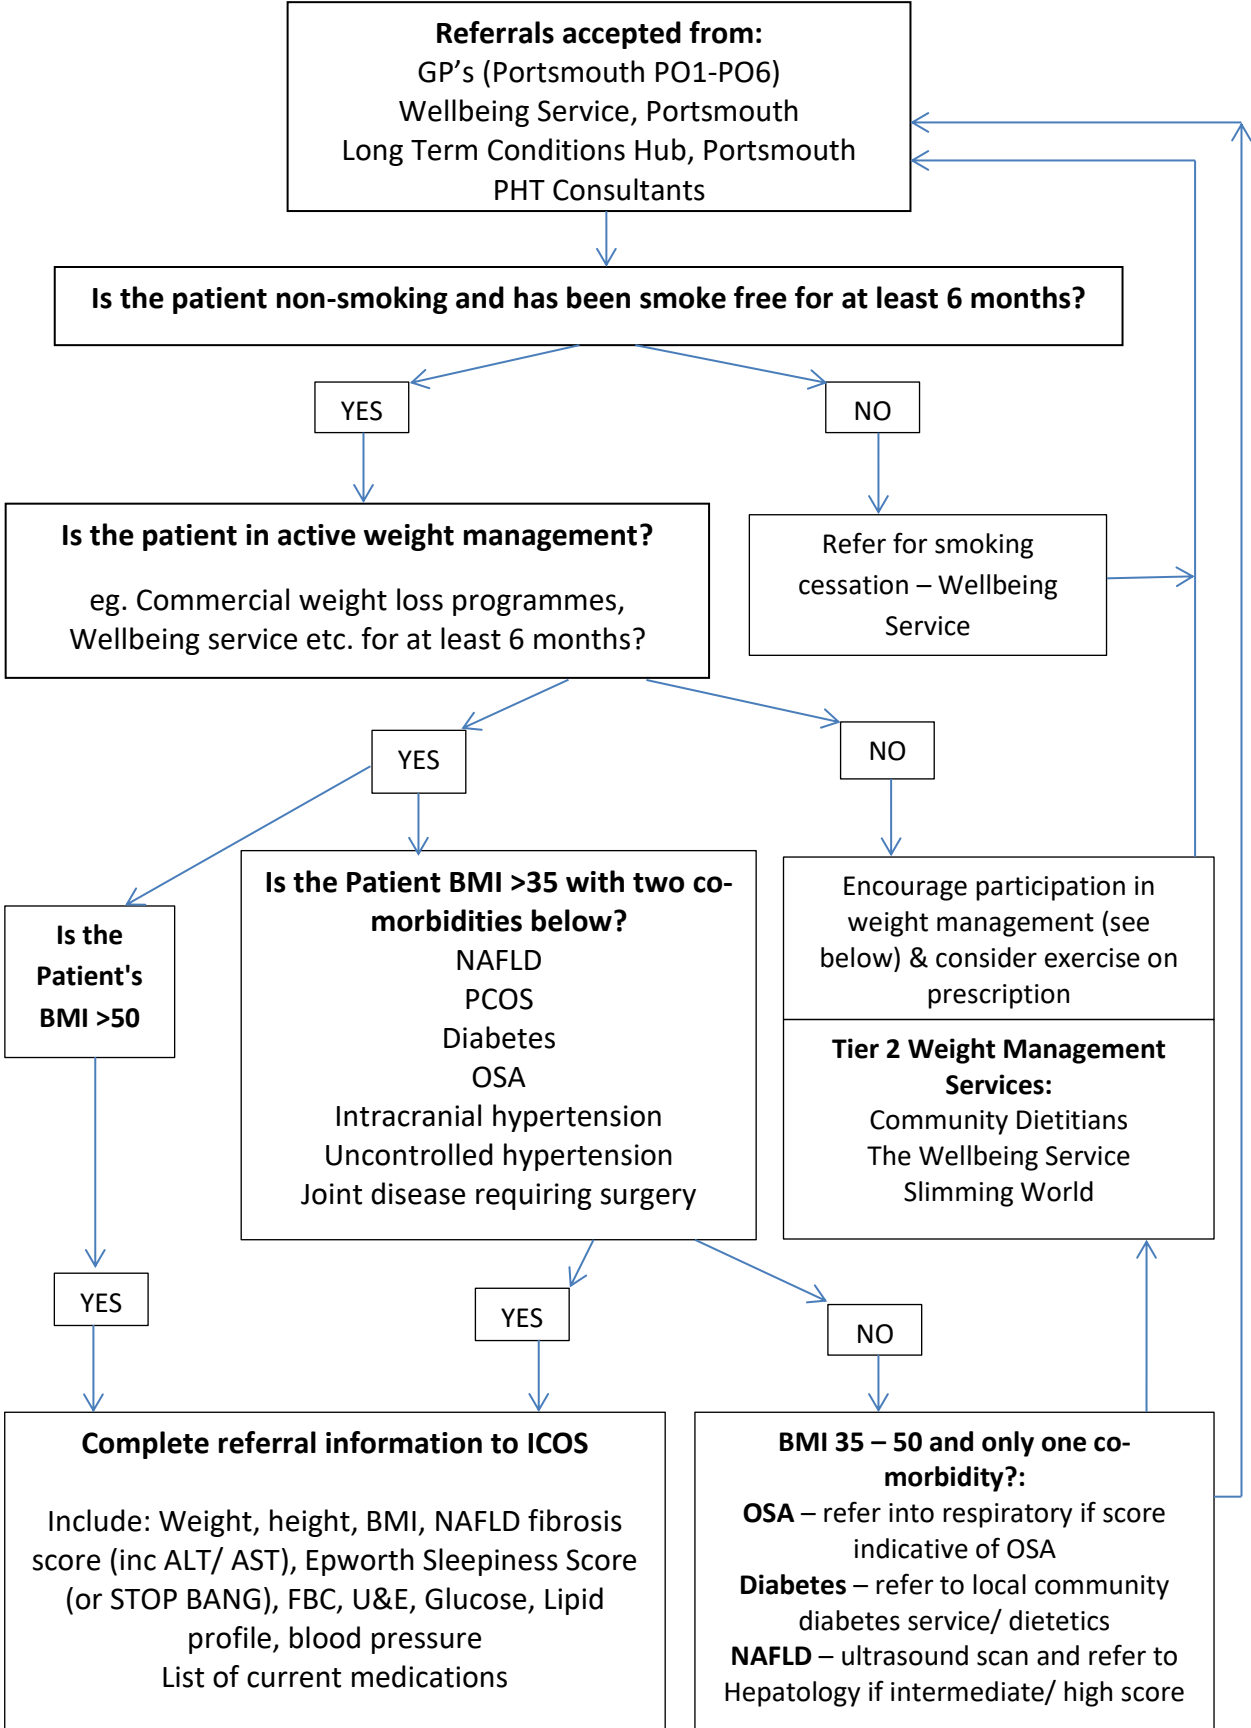 Referrals accepted from:
GP’s (Portsmouth PO1-PO6)
Wellbeing Service, Portsmouth
Long Term Conditions Hub, Portsmouth
PHT Consultants
Is the patient non-smoking and has been smoke free for at least 6 months?
YES
NO
Is the patient in active weight management?
eg. Commercial weight loss programmes,
Wellbeing service etc. for at least 6 months?
Refer for smoking
cessation – Wellbeing
Service
YES
NO
Is the
Patient's
BMI >50
Is the Patient BMI >35 with two co-
morbidities below?
NAFLD
PCOS
Diabetes
OSA
Intracranial hypertension
Uncontrolled hypertension
Joint disease requiring surgery
Encourage participation in
weight management (see
below) & consider exercise on
prescription
Tier 2 Weight Management
Services:
Community Dietitians
The Wellbeing Service
Slimming World
YES
YES
NO
Complete referral information to ICOS
Include: Weight, height, BMI, NAFLD fibrosis
score (inc ALT/ AST), Epworth Sleepiness Score
(or STOP BANG), FBC, U&E, Glucose, Lipid
profile, blood pressure
List of current medications
BMI 35 – 50 and only one co-
morbidity?:
OSA – refer into respiratory if score
indicative of OSA
Diabetes – refer to local community
diabetes service/ dietetics
NAFLD – ultrasound scan and refer to
Hepatology if intermediate/ high score